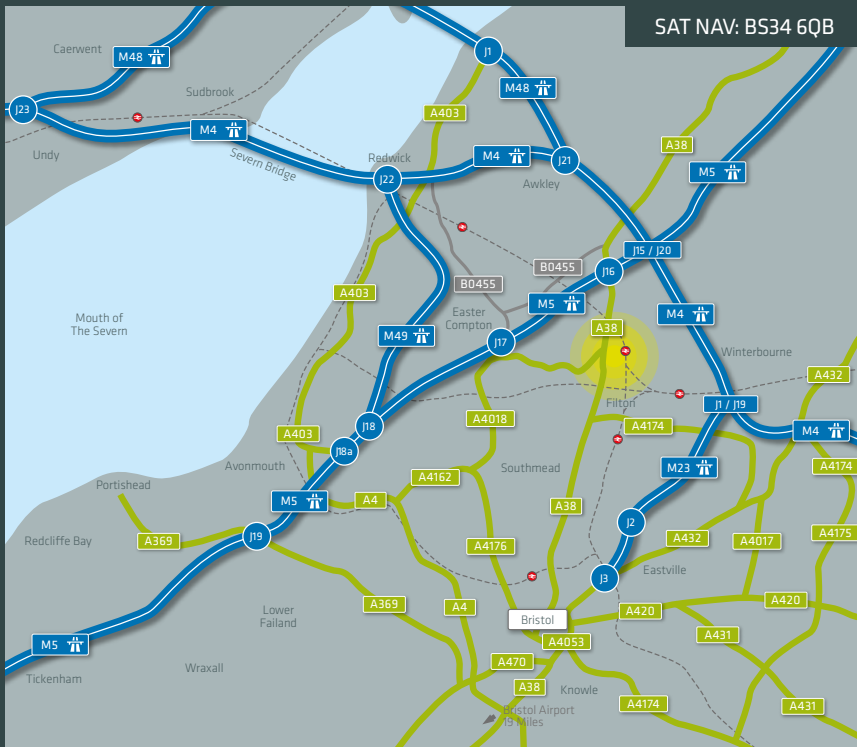 SAT NAV: BS34 6QB
Caerwent
M48
J1
Sudbrook
M48
J23
A403
M4
Undy
Severn Bridge
Redwick
M4
J21
A38
M5
J22
Awkley
J15 / J20
B0455
J16
B0455
A403
M5
M4
Mouth of
The Severn
Easter
Compton
A38
M49
J17
Winterbourne
A432
Filton
J1 / J19
A4018
J18
A4174
M4
A403
J18a
Avonmouth
Southmead
M23
A4174
Portishead
A4162
M5
A4
A38
J2
Redcliffe Bay
A369
J19
A4176
A432
A4017
A4175
Eastville
J3
A369
A4
Lower
Failand
A420
A420
Bristol
A431
M5
A4053
A470
Wraxall
Tickenham
A38
Knowle
A4174
A431
Bristol Airport
19 Miles